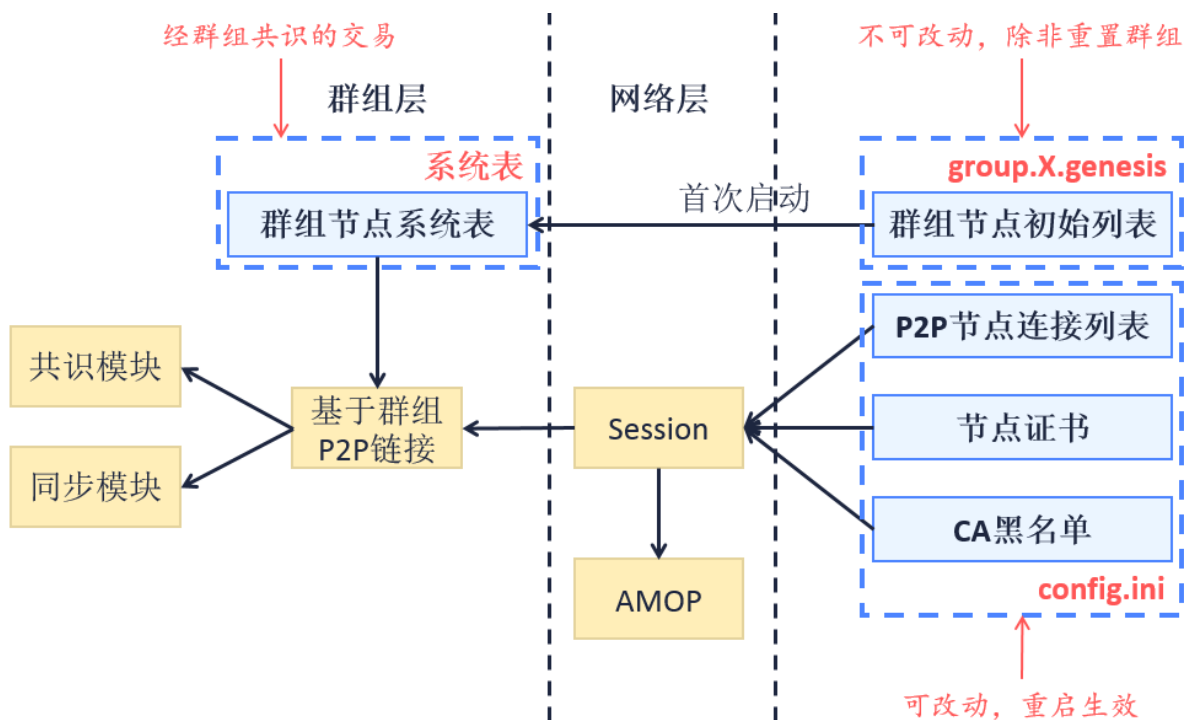 经群组共识的交易
不可改动，除非重置群组
群组层
网络层
系统表
group.X.genesis
首次启动
群组节点系统表
群组节点初始列表
P2P节点连接列表
共识模块
基于群组
P2P链接
Session
节点证书
同步模块
CA黑名单
AMOP
config.ini
可改动，重启生效